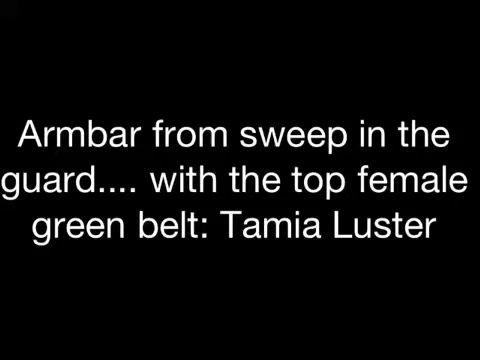 Armbar from sweep in the
guard.... with the top female
green belt: Tamia Luster